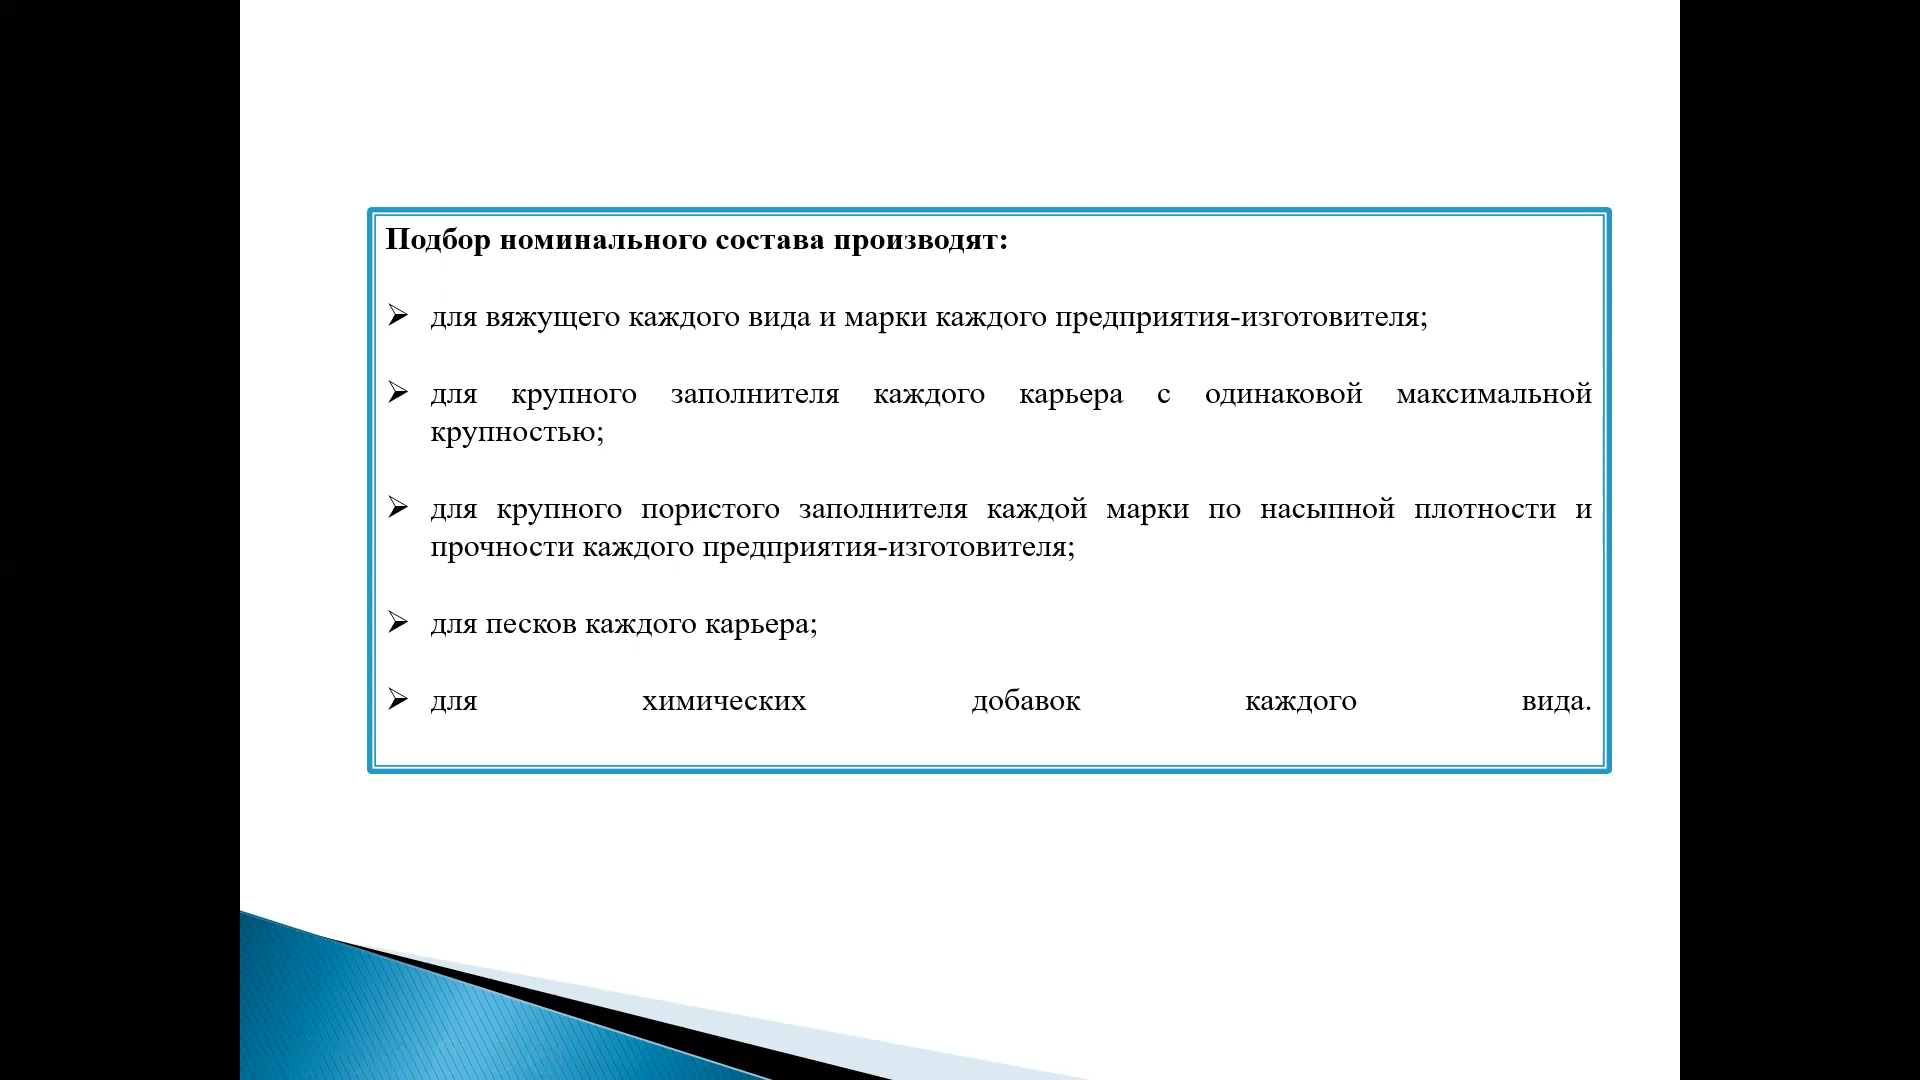 Подбор номинального состава производят:
для вяжущего каждого вида и марки каждого предприятия-изготовителя;
для крупного заполнителя каждого карьера с одинаковой максимальной
крупностью;
для крупного пористого заполнителя каждой марки по насыпной плотности и
прочности каждого предприятия-изготовителя;
для песков каждого карьера;
для химических добавок каждого вида.